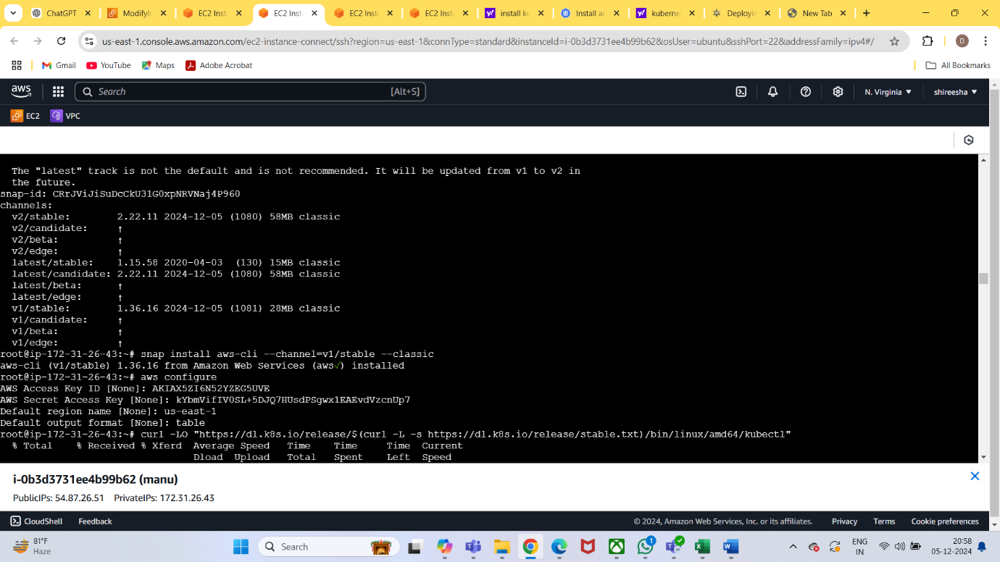 ChatGPT
ModifyIn
EC2 Inst
EC2 Inst
EC2 Inst
EC2 Inst
install ku
Install an
kuberne
Deployin
New Tab
us-east-1.console.aws.amazon.com/ec2-instance-connect/ssh?region=us-east-1&connType=standard&instanceId=i-0b3d3731ee4b99b62&osUser=ubuntu&sshPort=22&addressFamily=ipv4#/
D
Gmail
YouTube
Maps
Adobe Acrobat
All Bookmarks
aws
Search
[Alt+S]
N. Virginia
shireesha
EC2
VPC
The "latest" track is not the default and is not recommended. It will be updated from v1 to v2 in
the future.
snap-id: CRrJViJiSuDcCkU31G0xpNRVNaj4P960
channels:
v2/stable: 2.22.11 2024-12-05 (1080) 58MB classic
v2/candidate: ↑
v2/beta: ↑
v2/edge: ↑
latest/stable: 1.15.58 2020-04-03 (130) 15MB classic
latest/candidate: 2.22.11 2024-12-05 (1080) 58MB classic
latest/beta: ↑
latest/edge: ↑
v1/stable: 1.36.16 2024-12-05 (1081) 28MB classic
v1/candidate: ↑
v1/beta: ↑
v1/edge: ↑
root@ip-172-31-26-43:~# snap install aws-cli --channel=v1/stable --classic
aws-cli (v1/stable) 1.36.16 from Amazon Web Services (aws✓) installed
root@ip-172-31-26-43:~# aws configure
AWS Access Key ID [None]: AKIAX5ZI6N52YZEG5UVE
AWS Secret Access Key [None]: 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
Default region name [None]: us-east-1
Default output format [None]: table
root@ip-172-31-26-43:~# curl -LO "https://dl.k8s.io/release/$(curl -L -s https://dl.k8s.io/release/stable.txt)/bin/linux/amd64/kubectl"
% Total % Received % Xferd Average Speed Time Time Time Current
Dload Upload Total Spent Left Speed
i-0b3d3731ee4b99b62 (manu)
PublicIPs: 54.87.26.51 PrivateIPs: 172.31.26.43
CloudShell
Feedback
© 2024, Amazon Web Services, Inc. or its affiliates.
Privacy
Terms
Cookie preferences
81°F
Haze
Search
1
ENG
IN
20:58
05-12-2024